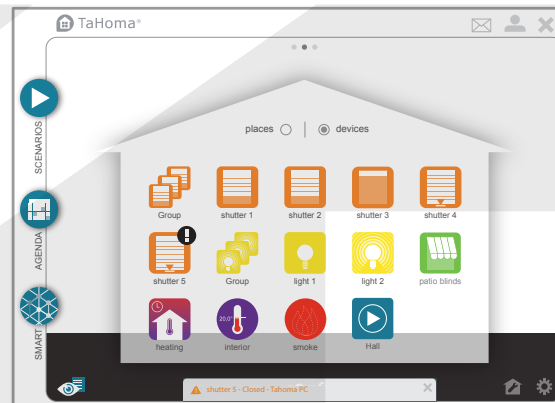 TaHoma®
places devices
SCENARIOS
Group shutter 1 shutter 2 shutter 3 shutter 4
AGENDA
shutter 5 Group light 1 light 2 patio blinds
20,0°
SMART
heating interior smoke Hall
shutter 5 - Closed - Tahoma PC